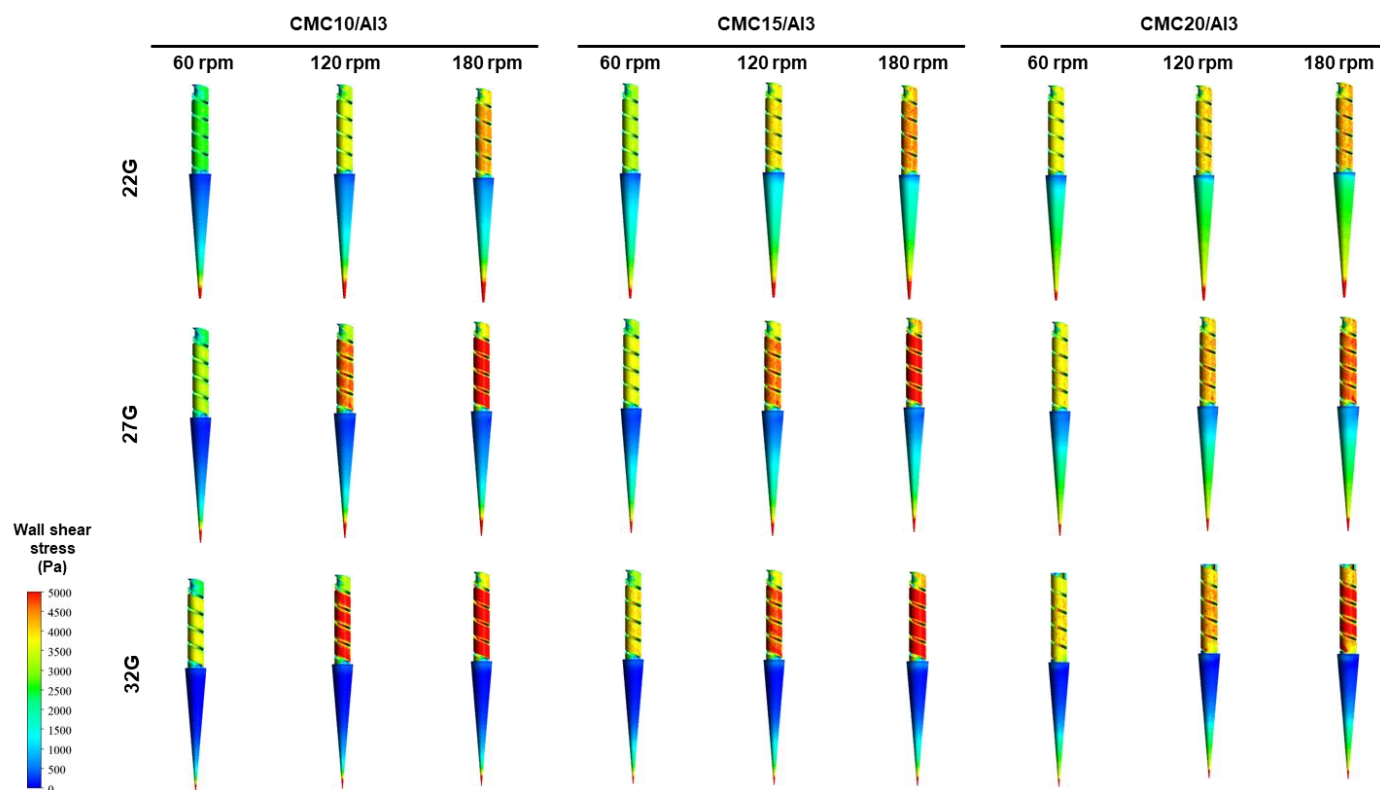 CMC10/Al3 CMC15/Al3 CMC20/Al3
60 rpm 120 rpm 180 rpm 60 rpm 120 rpm 180 rpm 60 rpm 120 rpm 180 rpm
22G
27G
32G
Wall shear
stress
(Pa)
5000
4500
4000
3500
3000
2500
2000
1500
1000
500
0